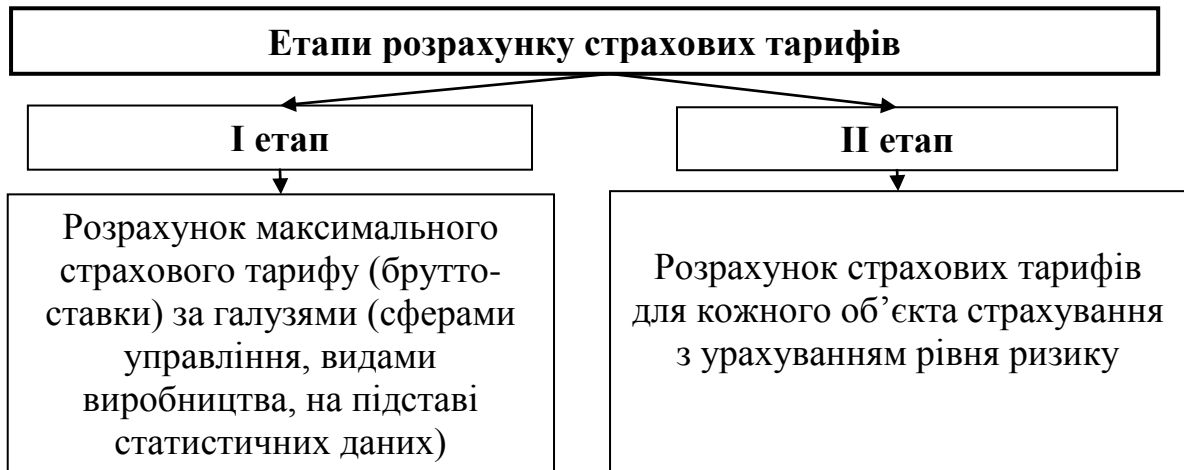 Етапи розрахунку страхових тарифів
І етап
ІІ етап
Розрахунок максимального
страхового тарифу (брутто-
ставки) за галузями (сферами
управління, видами
виробництва, на підставі
статистичних даних)
Розрахунок страхових тарифів
для кожного об’єкта страхування
з урахуванням рівня ризику